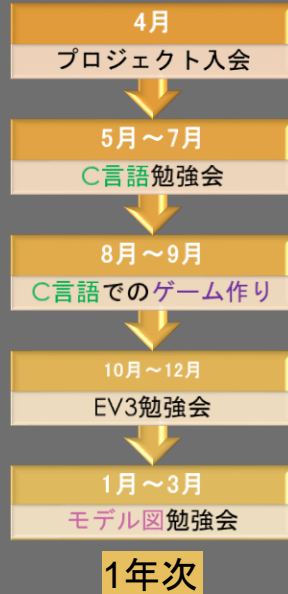 4月
プロジェクト入会
5月～7月
C言語勉強会
8月～9月
C言語でのゲーム作り
10月～12月
EV3勉強会
1月～3月
モデル図勉強会
1年次